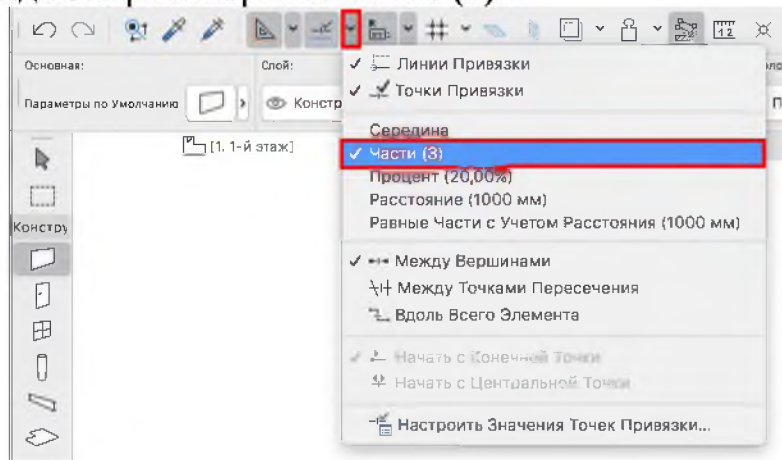 Основная:
Слой:
Параметры по Умолчанию
Констр
[1. 1-й этаж]
Констру
Линии Привязки
Точки Привязки
Середина
Части (3)
Процент (20,00%)
Расстояние (1000 мм)
Равные Части с Учетом Расстояния (1000 мм)
Между Вершинами
Между Точками Пересечения
Вдоль Всего Элемента
Начать с Конечной Точки
Начать с Центральной Точки
Настроить Значения Точек Привязки...